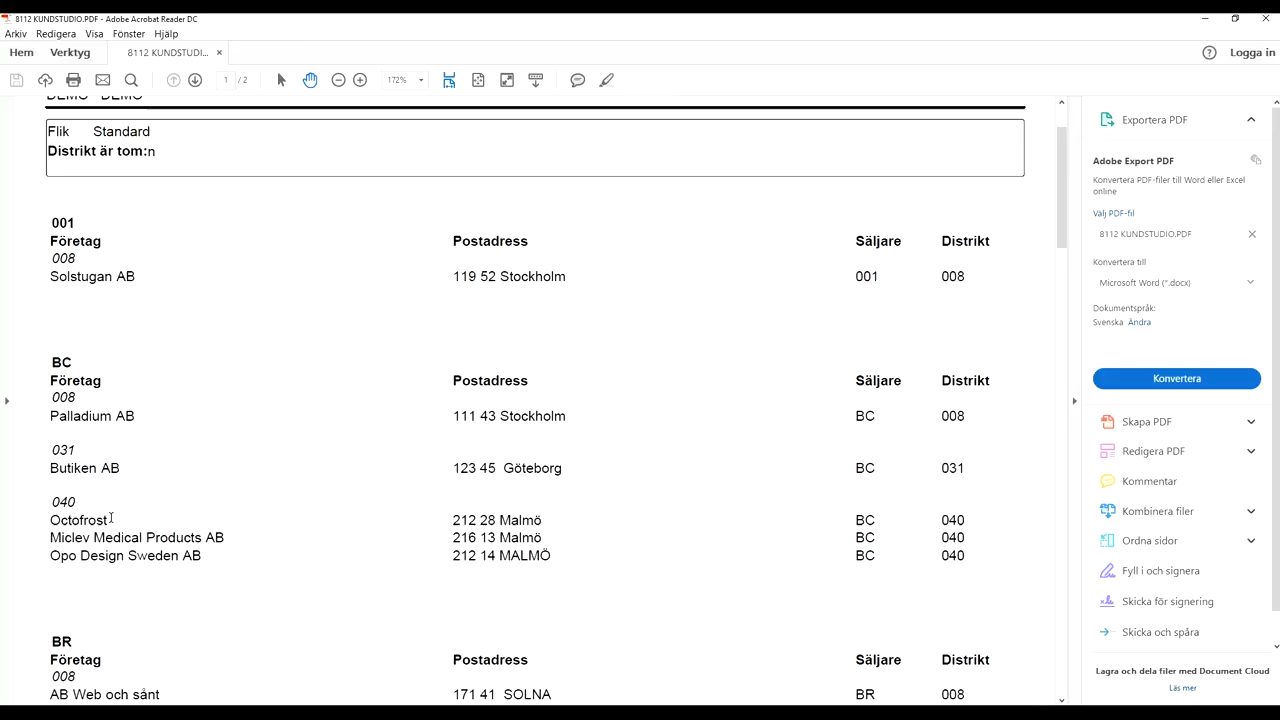 8112 KUNDSTUDIO.PDF - Adobe Acrobat Reader DC
Arkiv Redigera Visa Fönster Hjälp
Hem Verktyg 8112 KUNDSTUDI... × Logga in
1 / 2 172%
DEMO DEMO
Flik Standard
Distrikt är tom:n
001
Företag Postadress Säljare Distrikt
008
Solstugan AB 119 52 Stockholm 001 008
BC
Företag Postadress Säljare Distrikt
008
Palladium AB 111 43 Stockholm BC 008
031
Butiken AB 123 45 Göteborg BC 031
040
Octofrost 212 28 Malmö BC 040
Miclev Medical Products AB 216 13 Malmö BC 040
Opo Design Sweden AB 212 14 MALMÖ BC 040
BR
Företag Postadress Säljare Distrikt
008
AB Web och sånt 171 41 SOLNA BR 008
Exportera PDF
Adobe Export PDF
Konvertera PDF-filer till Word eller Excel
online
Välj PDF-fil
8112 KUNDSTUDIO.PDF
Konvertera till
Microsoft Word (*.docx)
Dokumentspråk:
Svenska Ändra
Konvertera
Skapa PDF
Redigera PDF
Kommentar
Kombinera filer
Ordna sidor
Fyll i och signera
Skicka för signering
Skicka och spåra
Lagra och dela filer med Document Cloud
Läs mer